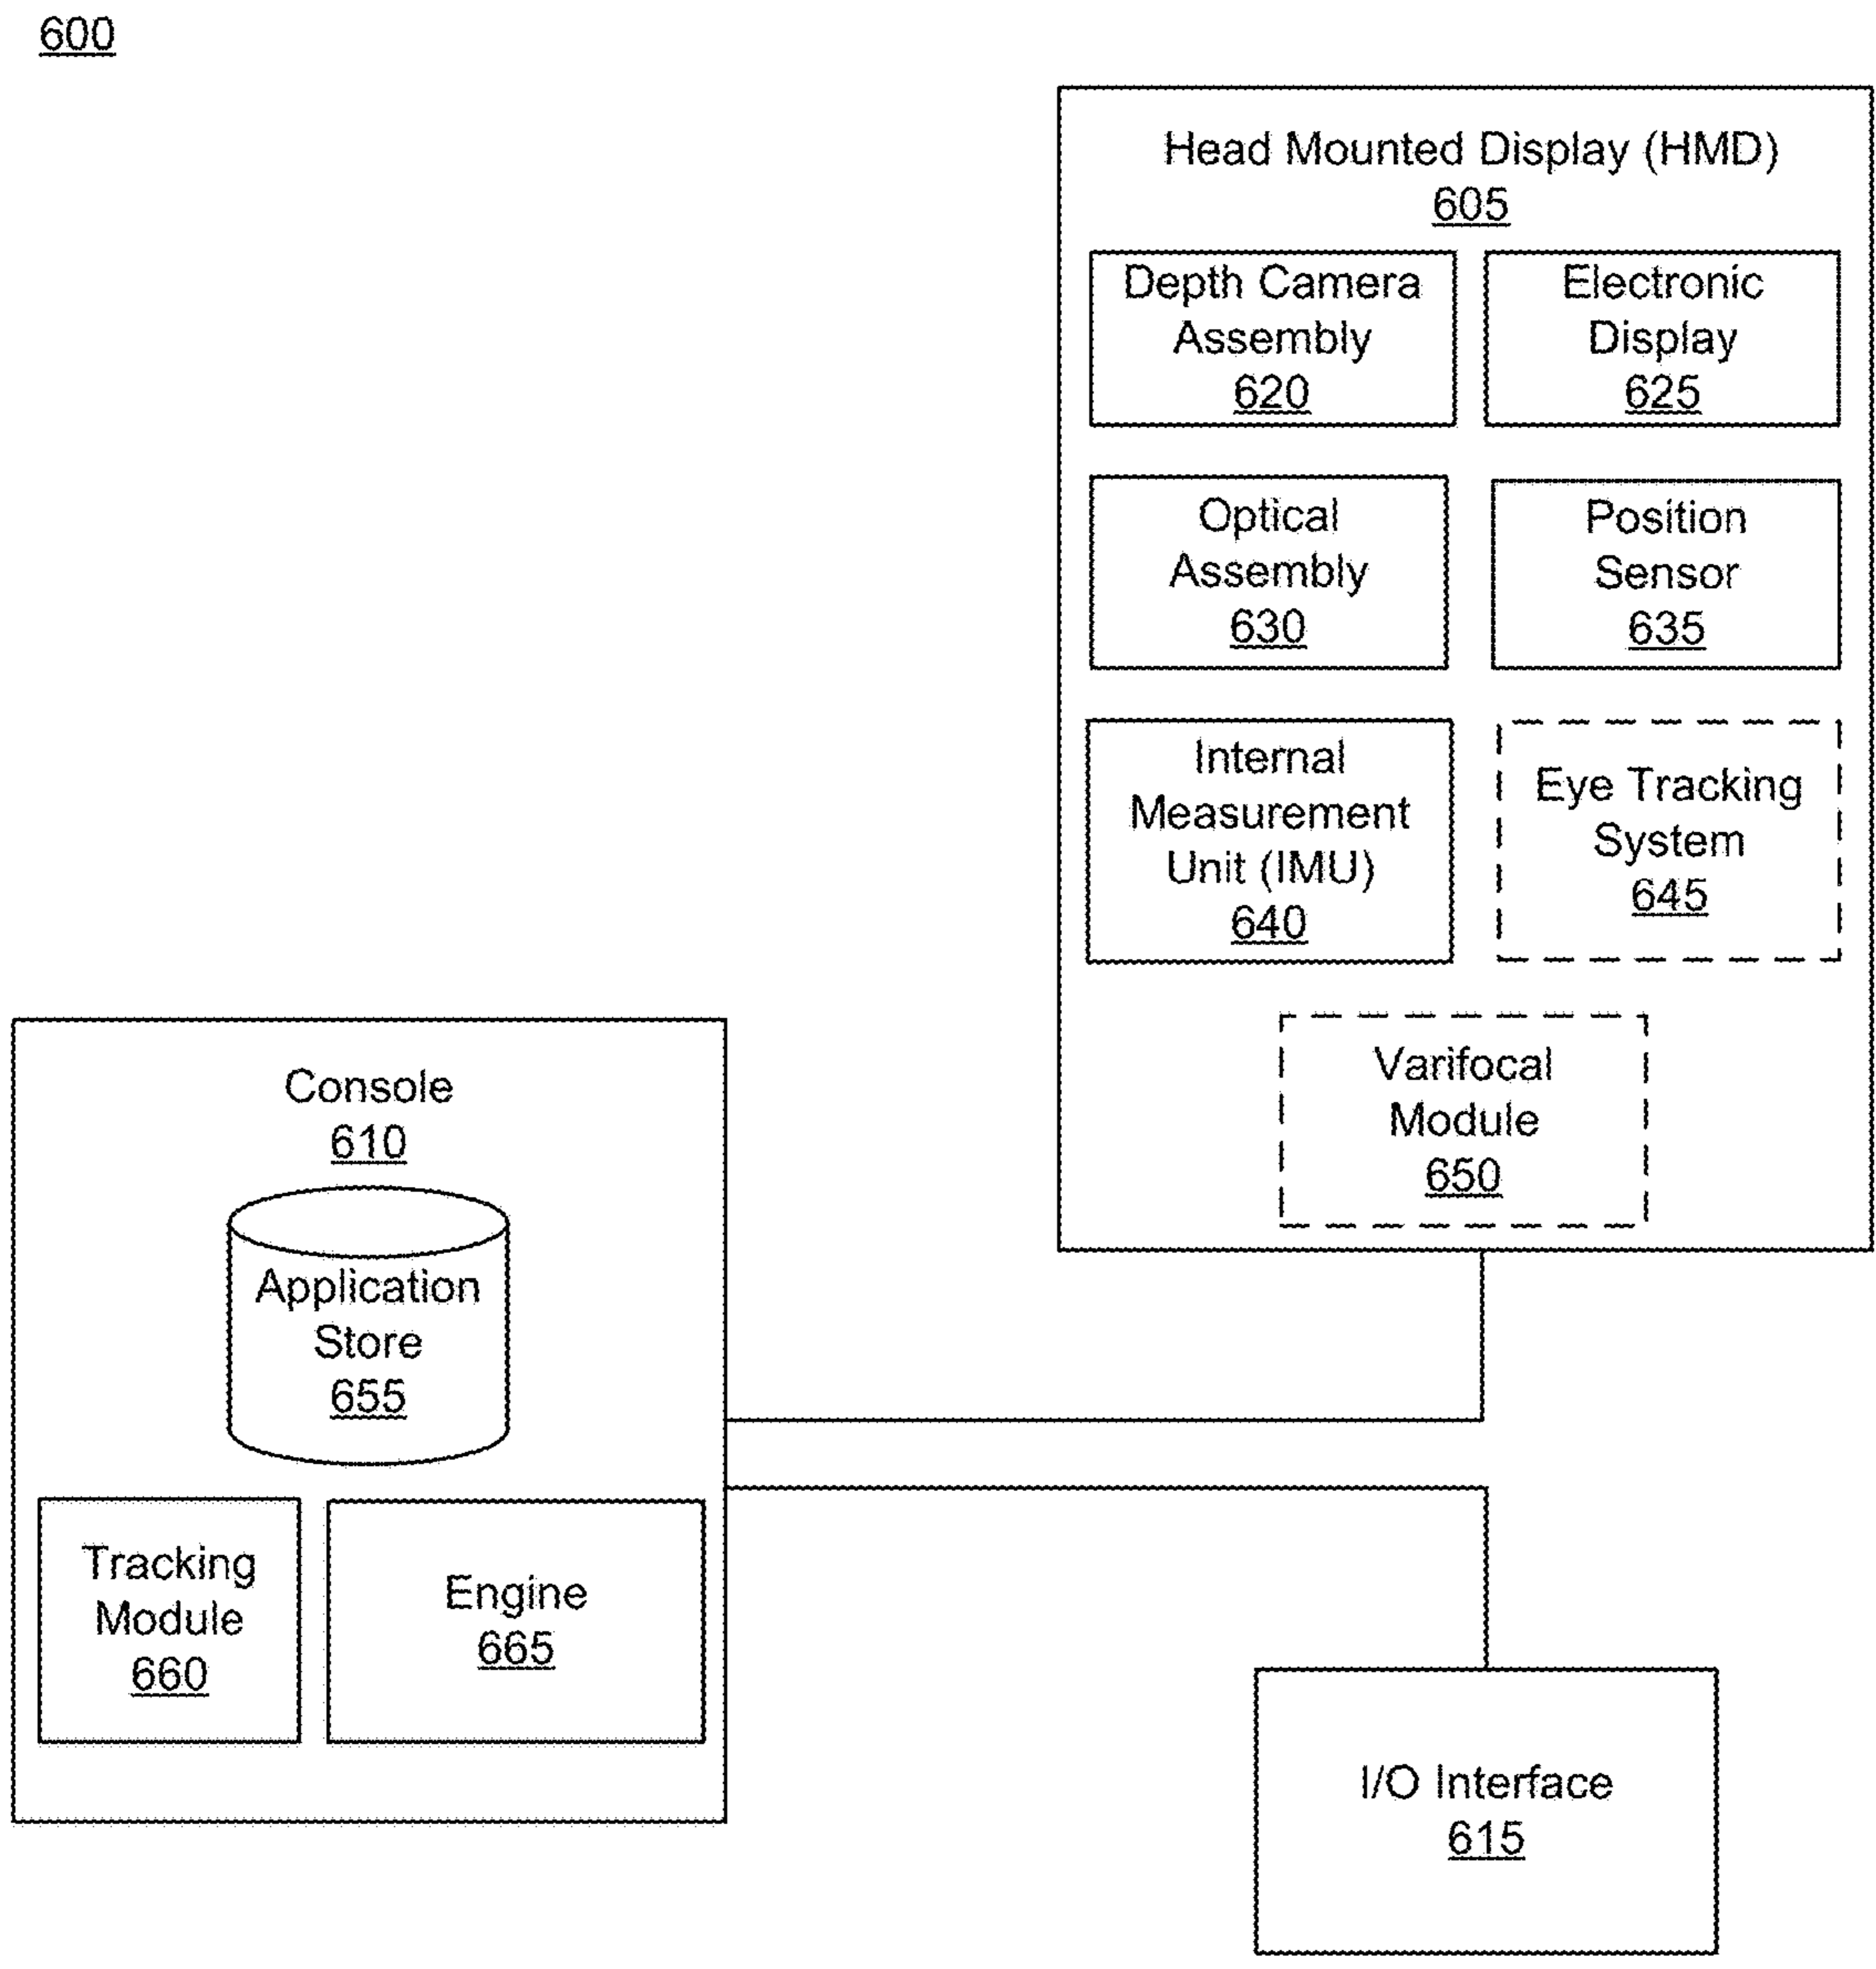 600
Head Mounted Display (HMD)
605
Depth Camera
Assembly
620
Electronic
Display
625
Optical
Assembly
630
Position
Sensor
635
Internal
Measurement
Unit (IMU)
640
Eye Tracking
System
645
Varifocal
Module
650
Console
610
Application
Store
655
Tracking
Module
660
Engine
665
I/O Interface
615